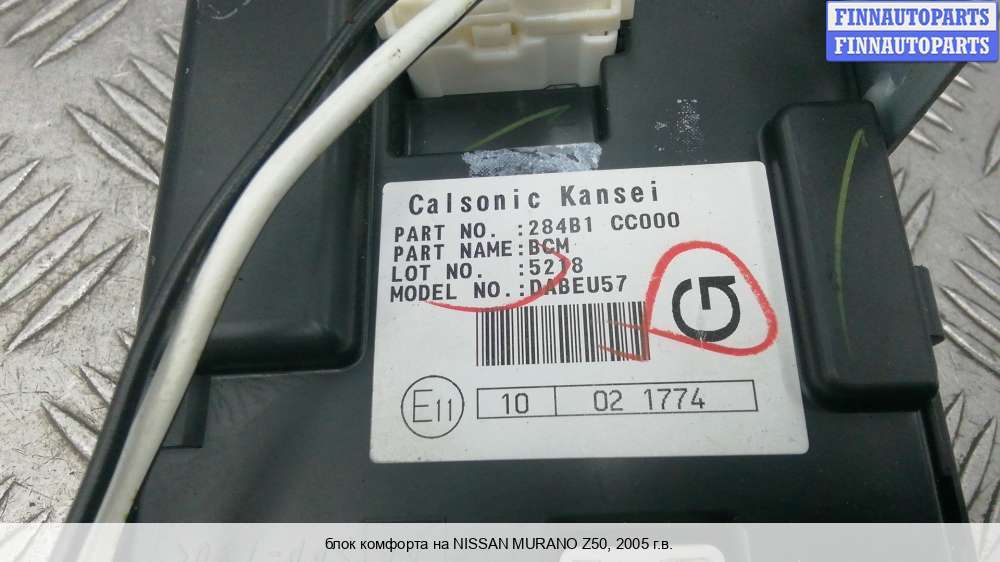 FINNAUTOPARTS
FINNAUTOPARTS
Calsonic Kansei
PART NO. :284B1 CC000
PART NAME:BCM
LOT NO. :5218
MODEL NO.:DABEU57
G
E11
10 02 1774
блок комфорта на NISSAN MURANO Z50, 2005 г.в.